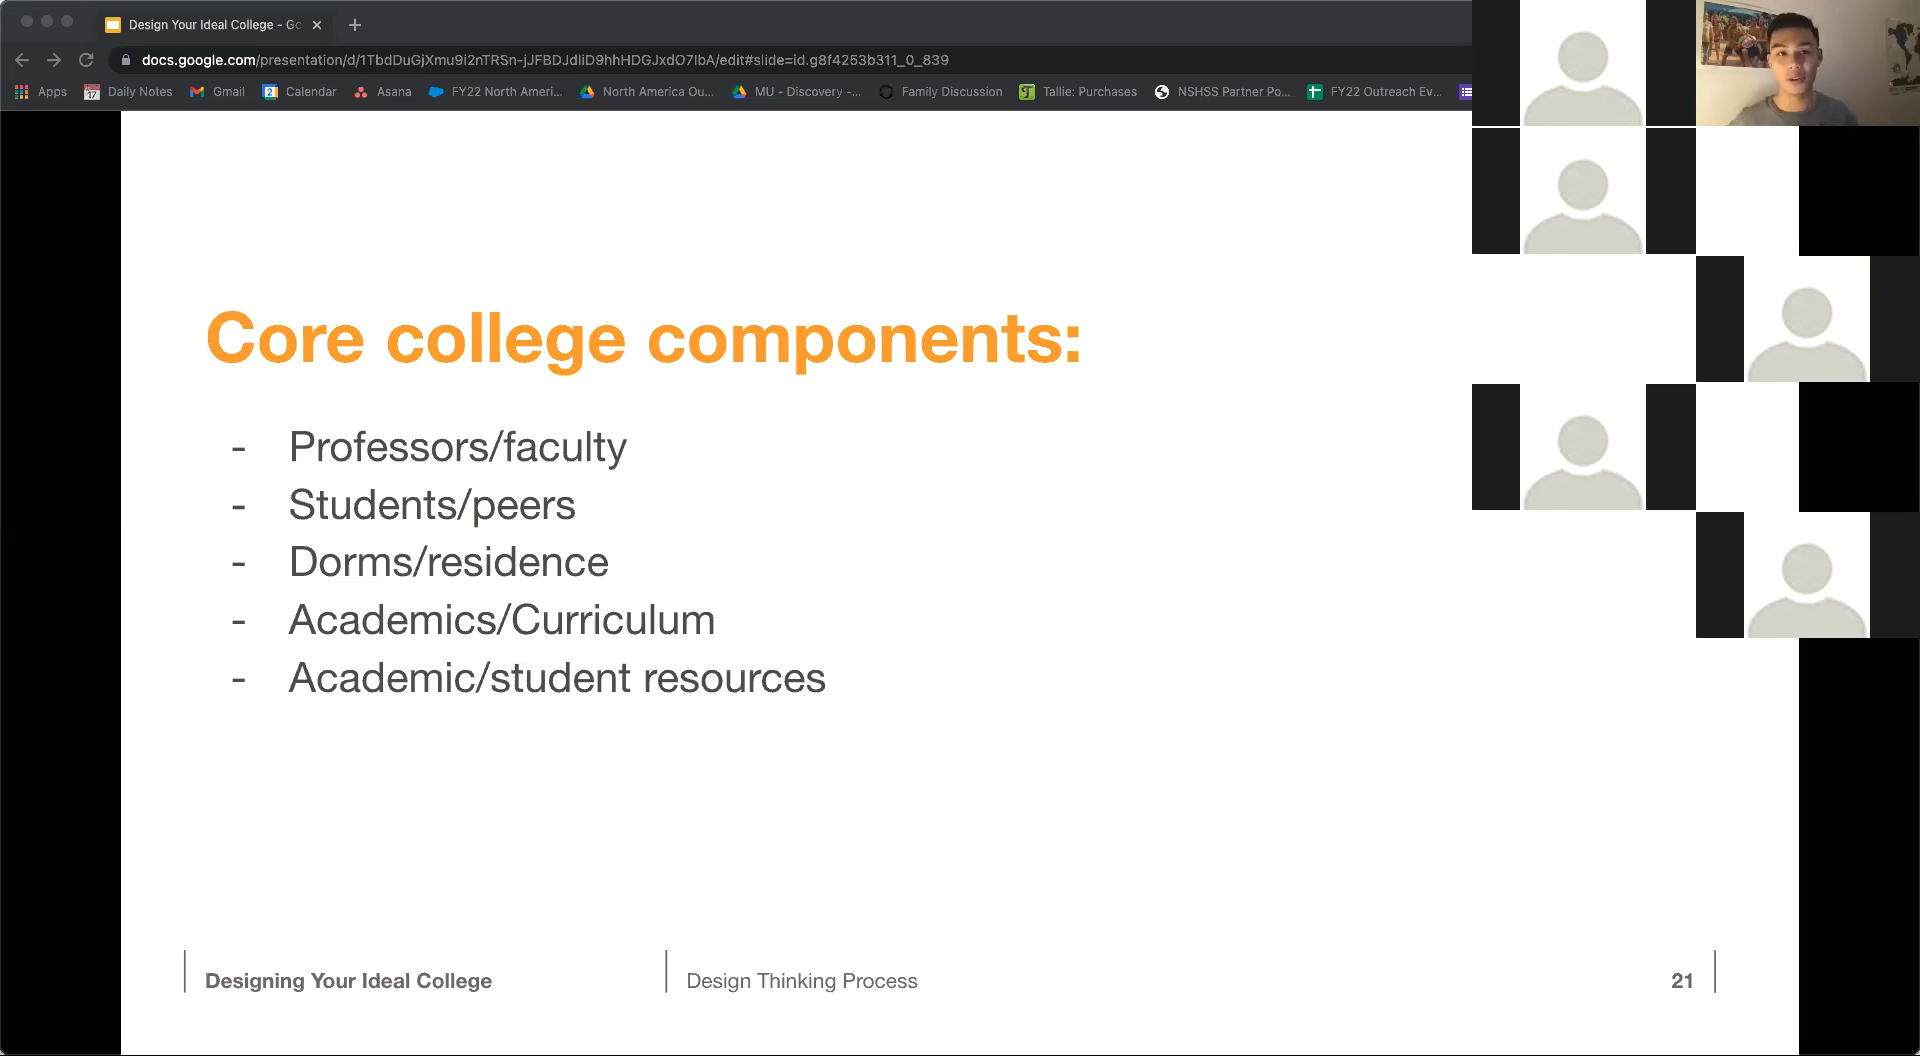 Design Your Ideal College - Go
docs.google.com/presentation/d/1TbdDuGjXmu9i2nTRSn-jJFBDJdliD9hhHDGJxdO7lbA/edit#slide=id.g8f4253b311_0_839
Apps 17 Daily Notes Gmail 2 Calendar Asana FY22 North Ameri... North America Ou... MU - Discovery -... Family Discussion Tallie: Purchases NSHSS Partner Po... FY22 Outreach Ev...
Core college components:
- Professors/faculty
- Students/peers
- Dorms/residence
- Academics/Curriculum
- Academic/student resources
Designing Your Ideal College Design Thinking Process 21